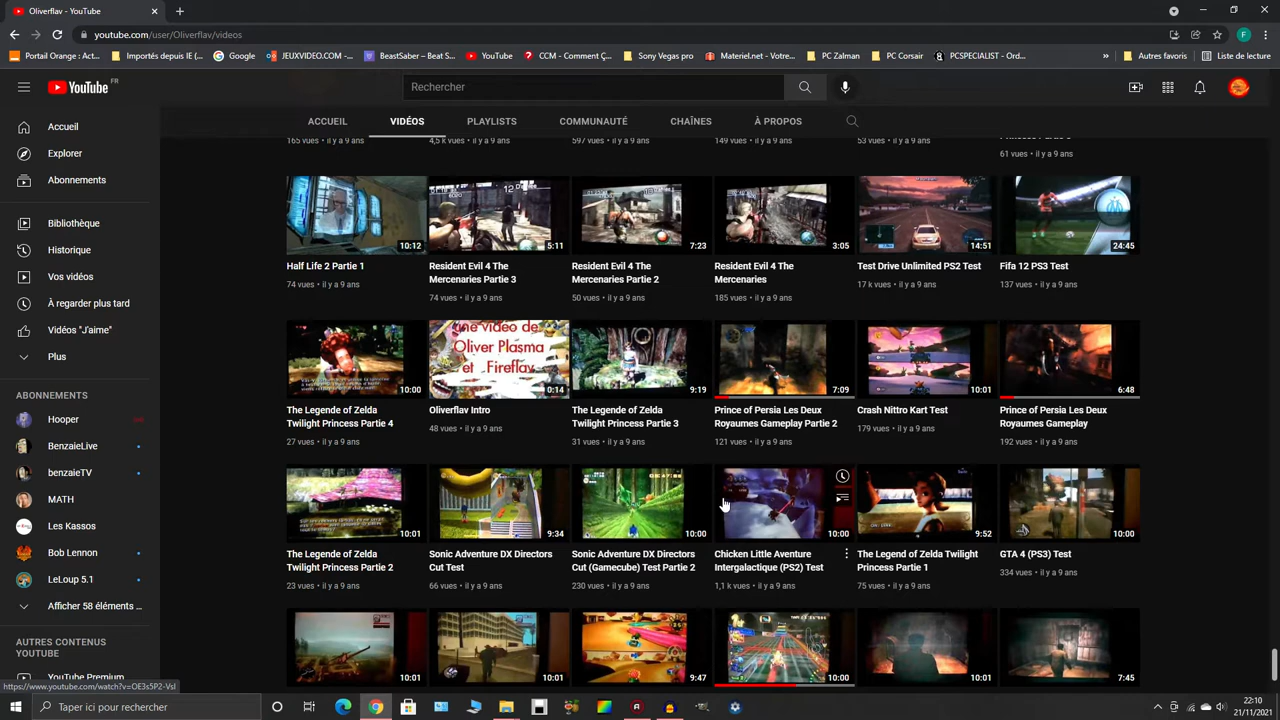 Oliverflav - YouTube
youtube.com/user/Oliverflav/videos
Portail Orange : Act...
Importés depuis IE (...
Google
JEUXVIDEO.COM
BeastSaber – Beat S...
YouTube
CCM - Comment Ç...
Sony Vegas pro
Materiel.net - Votre...
PC Zalman
PC Corsair
PCSPECIALIST - Ord...
Autres favoris
Liste de lecture
YouTube FR
Rechercher
ACCUEIL
VIDÉOS
PLAYLISTS
COMMUNAUTÉ
CHAÎNES
À PROPOS
Accueil
Explorer
Abonnements
Bibliothèque
Historique
Vos vidéos
À regarder plus tard
Vidéos "J'aime"
Plus
ABONNEMENTS
Hooper
BenzaieLive
benzaieTV
MATH
Les Kassos
Bob Lennon
LeLoup 5.1
Afficher 58 éléments ...
AUTRES CONTENUS
YOUTUBE
YouTube Premium
165 vues • il y a 9 ans
4,5 k vues • il y a 9 ans
597 vues • il y a 9 ans
149 vues • il y a 9 ans
53 vues • il y a 9 ans
61 vues • il y a 9 ans
10:12
Half Life 2 Partie 1
74 vues • il y a 9 ans
5:11
Resident Evil 4 The
Mercenaries Partie 3
74 vues • il y a 9 ans
7:23
Resident Evil 4 The
Mercenaries Partie 2
50 vues • il y a 9 ans
3:05
Resident Evil 4 The
Mercenaries
185 vues • il y a 9 ans
14:51
Test Drive Unlimited PS2 Test
17 k vues • il y a 9 ans
24:45
Fifa 12 PS3 Test
137 vues • il y a 9 ans
10:00
The Legende of Zelda
Twilight Princess Partie 4
27 vues • il y a 9 ans
Une vidéo de
Oliver Plasma
et Fireflav
0:14
Oliverflav Intro
48 vues • il y a 9 ans
9:19
The Legende of Zelda
Twilight Princess Partie 3
31 vues • il y a 9 ans
7:09
Prince of Persia Les Deux
Royaumes Gameplay Partie 2
121 vues • il y a 9 ans
10:01
Crash Nittro Kart Test
179 vues • il y a 9 ans
6:48
Prince of Persia Les Deux
Royaumes Gameplay
192 vues • il y a 9 ans
10:01
The Legende of Zelda
Twilight Princess Partie 2
23 vues • il y a 9 ans
9:34
Sonic Adventure DX Directors
Cut Test
66 vues • il y a 9 ans
10:00
Sonic Adventure DX Directors
Cut (Gamecube) Test Partie 2
230 vues • il y a 9 ans
10:00
Chicken Little Aventure
Intergalactique (PS2) Test
1,1 k vues • il y a 9 ans
9:52
The Legend of Zelda Twilight
Princess Partie 1
75 vues • il y a 9 ans
10:00
GTA 4 (PS3) Test
334 vues • il y a 9 ans
10:01
10:01
9:47
10:00
10:01
7:45
https://www.youtube.com/watch?v=OE3s5P2-VsI
Taper ici pour rechercher
22:10
21/11/2021